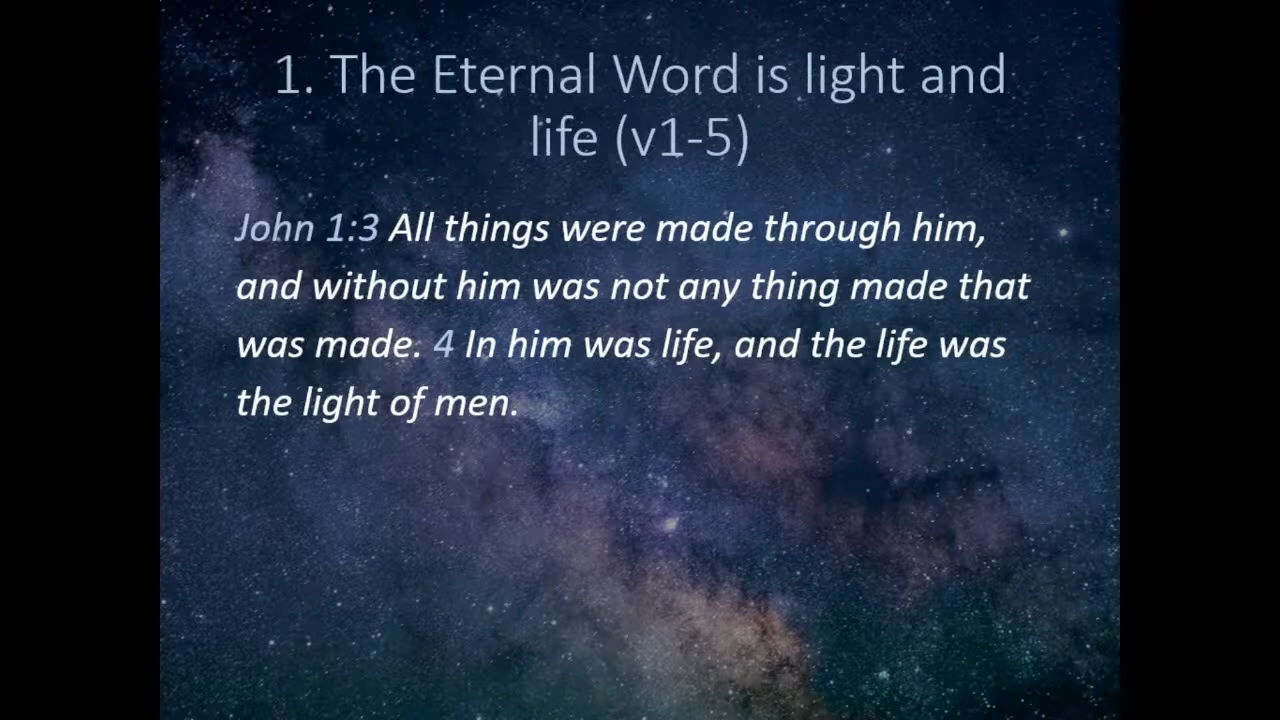 1. The Eternal Word is light and
life (v1-5)
John 1:3 All things were made through him,
and without him was not any thing made that
was made. 4 In him was life, and the life was
the light of men.